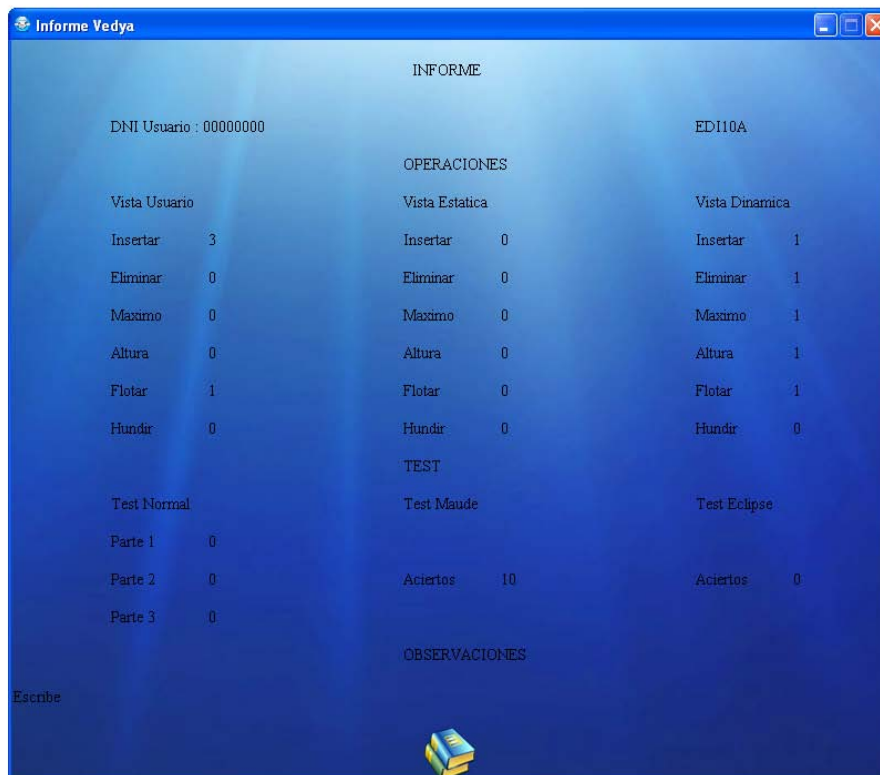 Informe Vedya
INFORME
DNI Usuario : 00000000 EDI10A
OPERACIONES
Vista Usuario Vista Estatica Vista Dinamica
Insertar 3 Insertar 0 Insertar 1
Eliminar 0 Eliminar 0 Eliminar 1
Maximo 0 Maximo 0 Maximo 1
Altura 0 Altura 0 Altura 1
Flotar 1 Flotar 0 Flotar 1
Hundir 0 Hundir 0 Hundir 0
TEST
Test Normal Test Maude Test Eclipse
Parte 1 0
Parte 2 0 Aciertos 10 Aciertos 0
Parte 3 0
OBSERVACIONES
Escribe